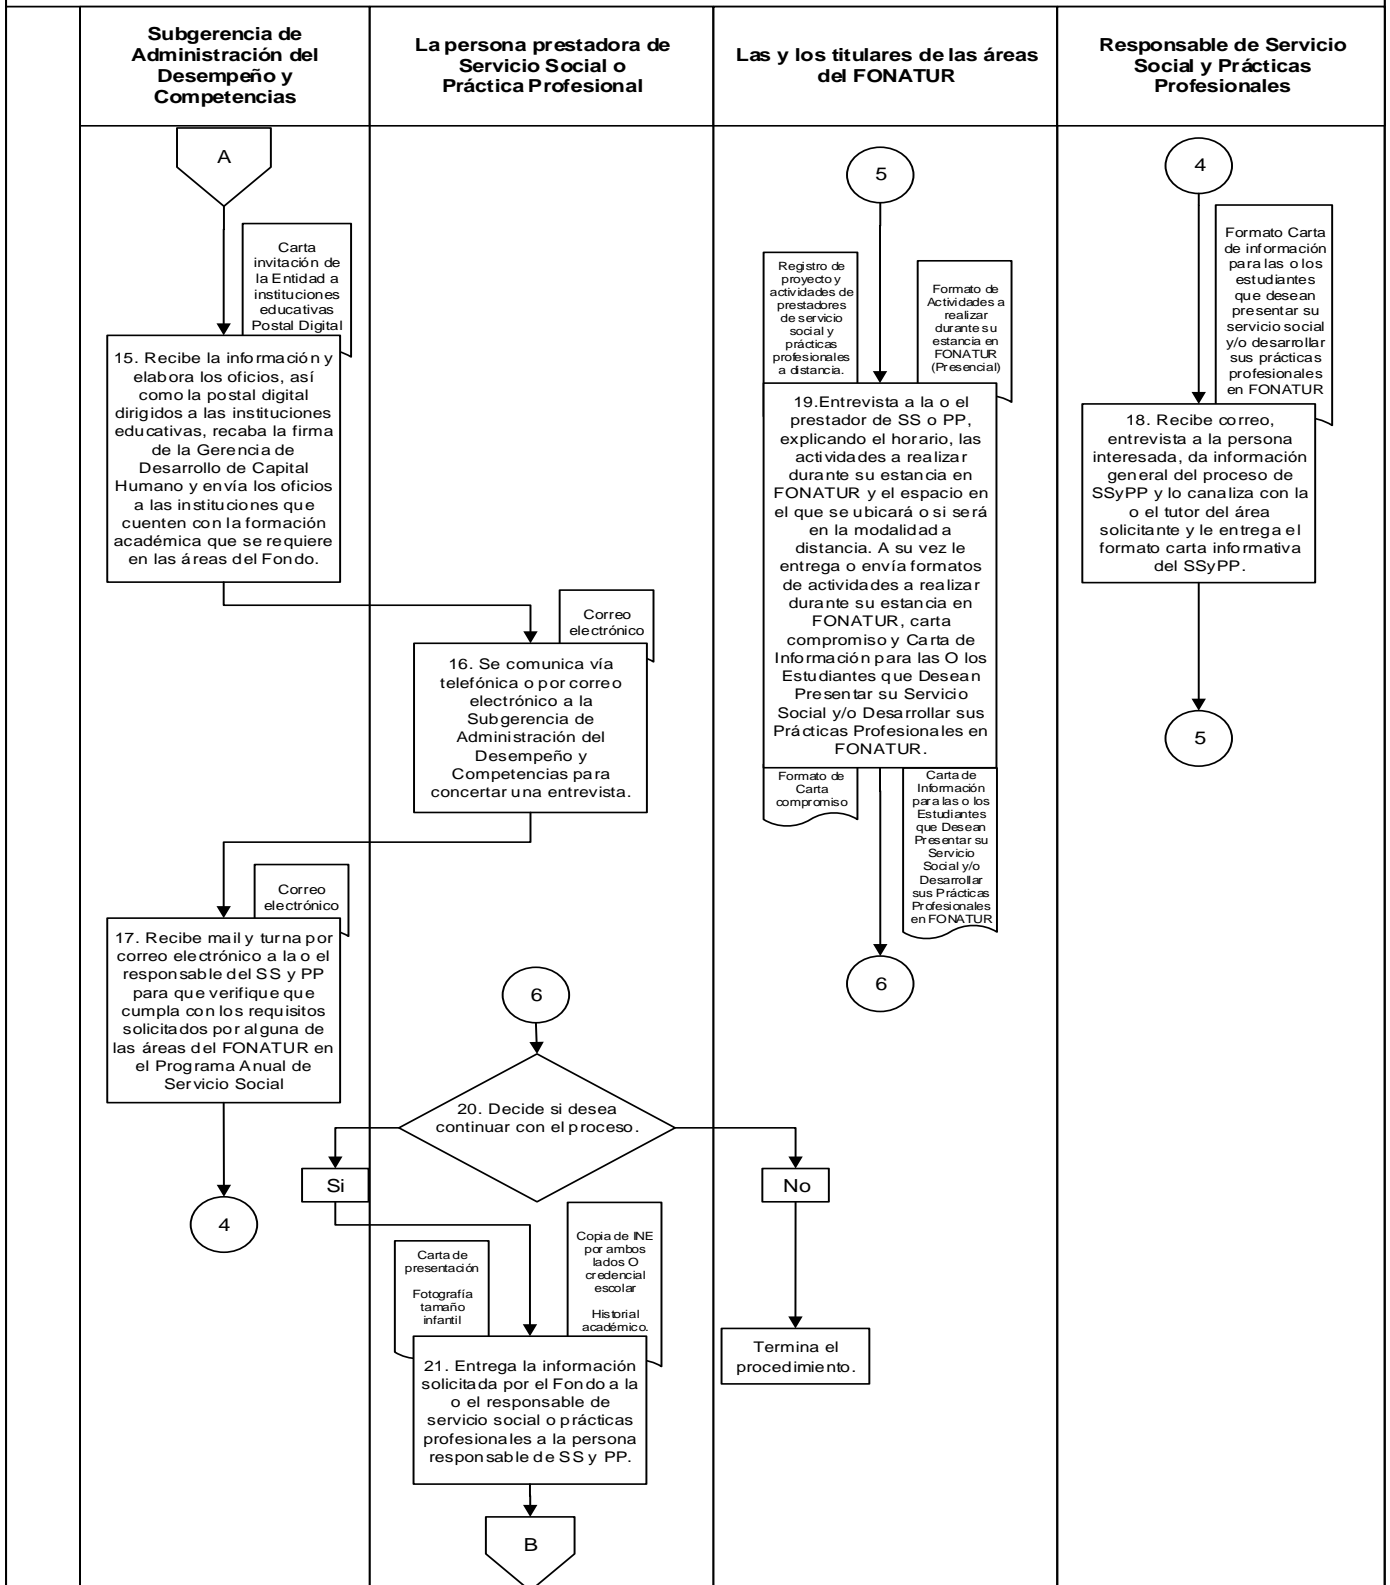 Subgerencia de
Administración del
Desempeño y
Competencias
La persona prestadora de
Servicio Social o
Práctica Profesional
Las y los titulares de las áreas
del FONATUR
Responsable de Servicio
Social y Prácticas
Profesionales
A
Carta
invitación de
la Entidad a
instituciones
educativas
Postal Digital
15. Recibe la información y
elabora los oficios, así
como la postal digital
dirigidos a las instituciones
educativas, recaba la firma
de la Gerencia de
Desarrollo de Capital
Humano y envía los oficios
a las instituciones que
cuenten con la formación
académica que se requiere
en las áreas del Fondo.
Correo
electrónico
16. Se comunica vía
telefónica o por correo
electrónico a la
Subgerencia de
Administración del
Desempeño y
Competencias para
concertar una entrevista.
Correo
electrónico
17. Recibe mail y turna por
correo electrónico a la o el
responsable del SS y PP
para que verifique que
cumpla con los requisitos
solicitados por alguna de
las áreas del FONATUR en
el Programa Anual de
Servicio Social
4
4
Formato Carta
de información
para las o los
estudiantes
que desean
presentar su
servicio social
y/o desarrollar
sus prácticas
profesionales
en FONATUR
18. Recibe correo,
entrevista a la persona
interesada, da información
general del proceso de
SSyPP y lo canaliza con la
o el tutor del área
solicitante y le entrega el
formato carta informativa
del SSyPP.
5
5
Registro de
proyecto y
actividades de
prestadores
de servicio
social y
prácticas
profesionales
a distancia.
Formato de
Actividades a
realizar
durante su
estancia en
FONATUR
(Presencial)
19.Entrevista a la o el
prestador de SS o PP,
explicando el horario, las
actividades a realizar
durante su estancia en
FONATUR y el espacio en
el que se ubicará o si será
en la modalidad a
distancia. A su vez le
entrega o envía formatos
de actividades a realizar
durante su estancia en
FONATUR, carta
compromiso y Carta de
Información para las O los
Estudiantes que Desean
Presentar su Servicio
Social y/o Desarrollar sus
Prácticas Profesionales en
FONATUR.
Formato de
Carta
compromiso
Carta de
Información
para las o los
Estudiantes
que Desean
Presentar su
Servicio
Social y/o
Desarrollar
sus Prácticas
Profesionales
en FONATUR
6
6
20. Decide si desea
continuar con el proceso.
Si
No
Termina el
procedimiento.
Carta de
presentación
Fotografía
tamaño
infantil
Copia de INE
por ambos
lados O
credencial
escolar
Historial
académico.
21. Entrega la información
solicitada por el Fondo a la
o el responsable de
servicio social o prácticas
profesionales a la persona
responsable de SS y PP.
B